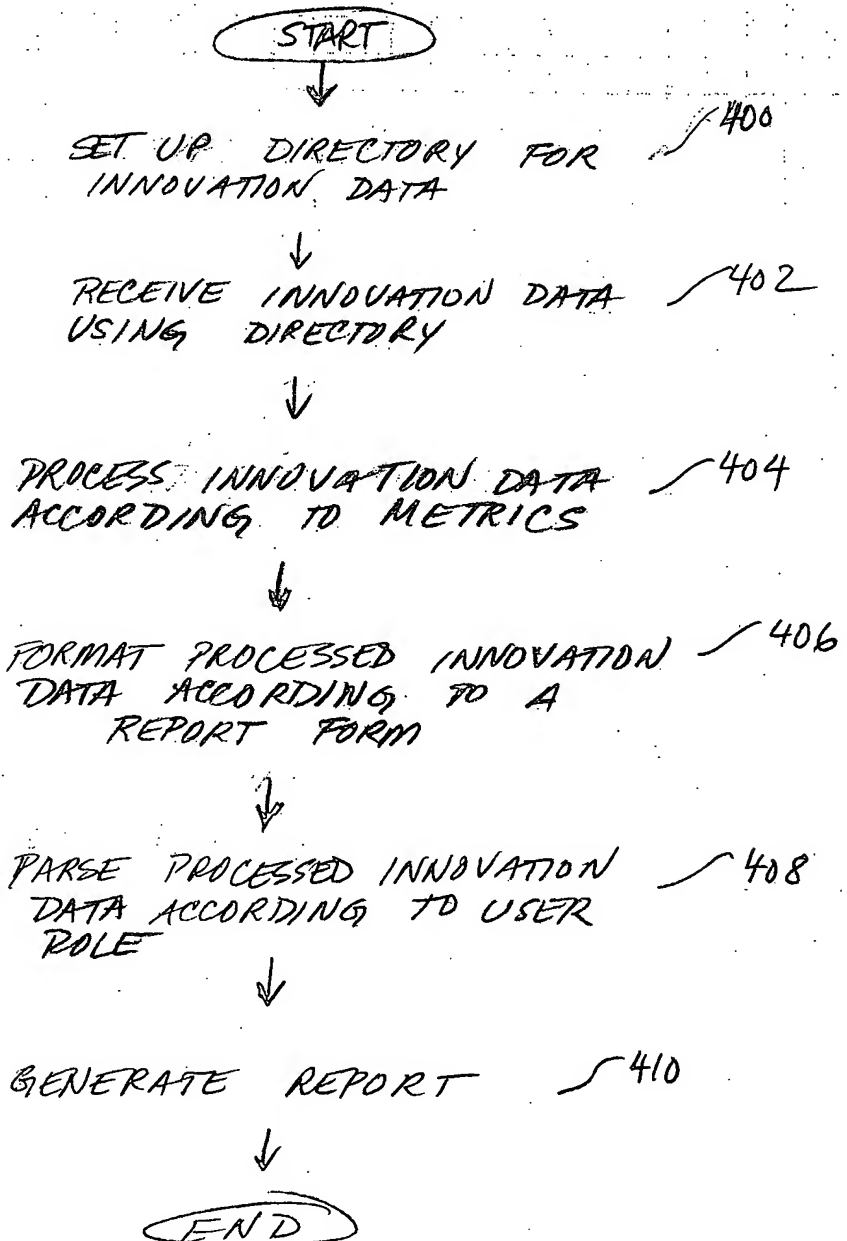 START
SET UP DIRECTORY FOR 400
INNOVATION DATA
RECEIVE INNOVATION DATA 402
USING DIRECTORY
PROCESS INNOVATION DATA 404
ACCORDING TO METRICS
FORMAT PROCESSED INNOVATION 406
DATA ACCORDING TO A
REPORT FORM
PARSE PROCESSED INNOVATION 408
DATA ACCORDING TO USER
ROLE
GENERATE REPORT 410
END